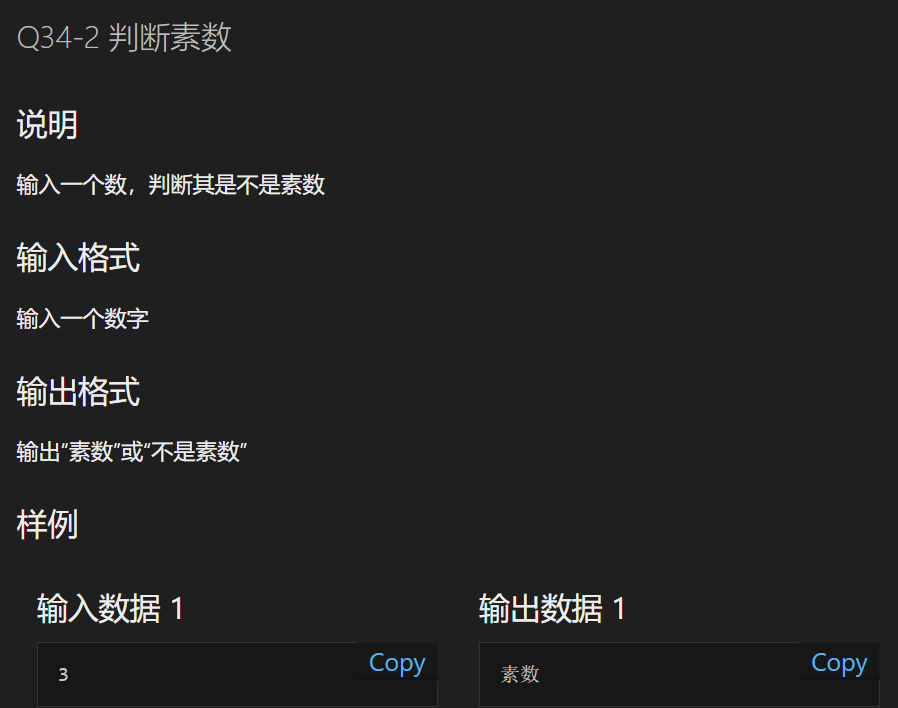 Q34-2 判断素数
说明
输入一个数，判断其是不是素数
输入格式
输入一个数字
输出格式
输出“素数”或“不是素数”
样例
输入数据 1
Copy
3
输出数据 1
Copy
素数